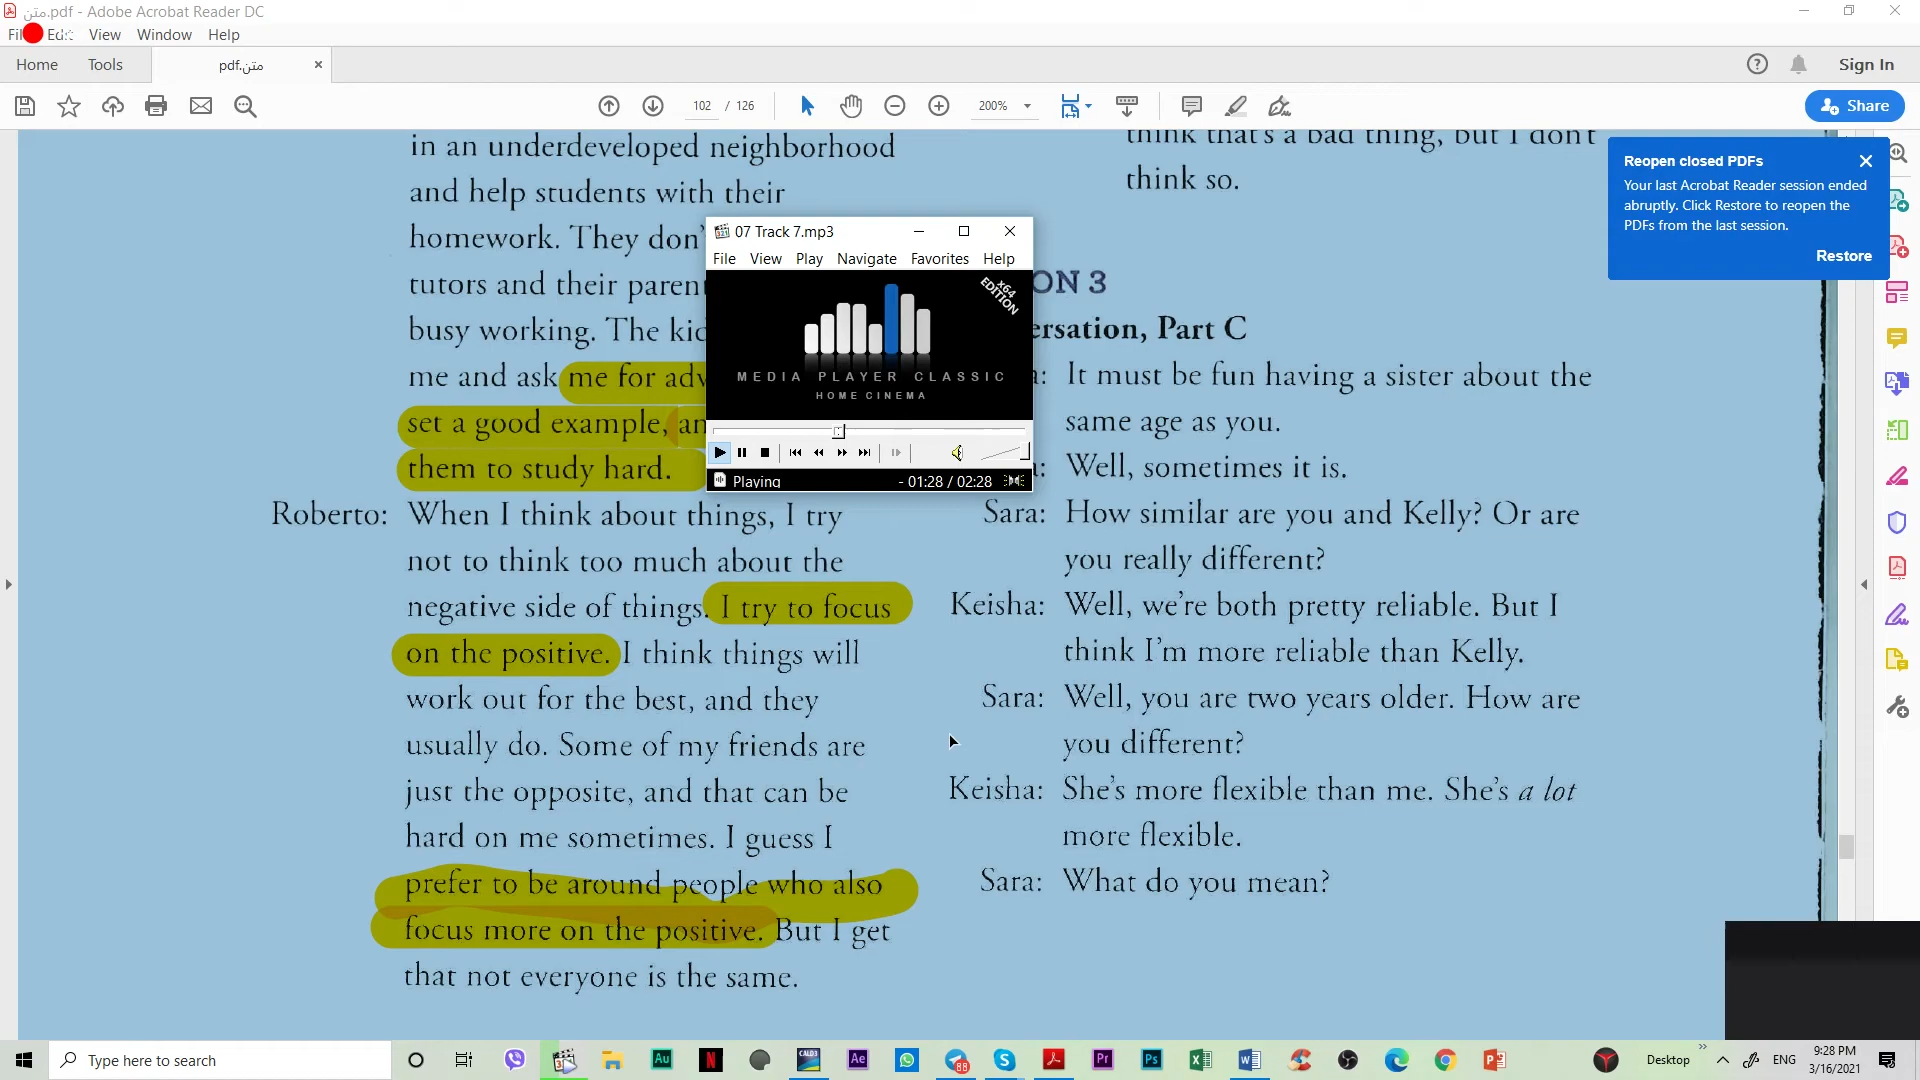 متن.pdf - Adobe Acrobat Reader DC
File Edit View Window Help
Home Tools متن.pdf × Sign In
102 / 126 200% Share
in an underdeveloped neighborhood
and help students with their
homework. They don'
tutors and their paren
busy working. The kid
me and ask me for adv
set a good example, an
them to study hard.
Roberto: When I think about things, I try
not to think too much about the
negative side of things. I try to focus
on the positive. I think things will
work out for the best, and they
usually do. Some of my friends are
just the opposite, and that can be
hard on me sometimes. I guess I
prefer to be around people who also
focus more on the positive. But I get
that not everyone is the same.
think that's a bad thing, but I don't
think so.
ON 3
ersation, Part C
a: It must be fun having a sister about the
same age as you.
a: Well, sometimes it is.
Sara: How similar are you and Kelly? Or are
you really different?
Keisha: Well, we're both pretty reliable. But I
think I'm more reliable than Kelly.
Sara: Well, you are two years older. How are
you different?
Keisha: She's more flexible than me. She's a lot
more flexible.
Sara: What do you mean?
07 Track 7.mp3
File View Play Navigate Favorites Help
x64
EDITION
MEDIA PLAYER CLASSIC
HOME CINEMA
Playing - 01:28 / 02:28
Reopen closed PDFs
Your last Acrobat Reader session ended
abruptly. Click Restore to reopen the
PDFs from the last session.
Restore
Type here to search
Desktop
ENG
9:28 PM
3/16/2021